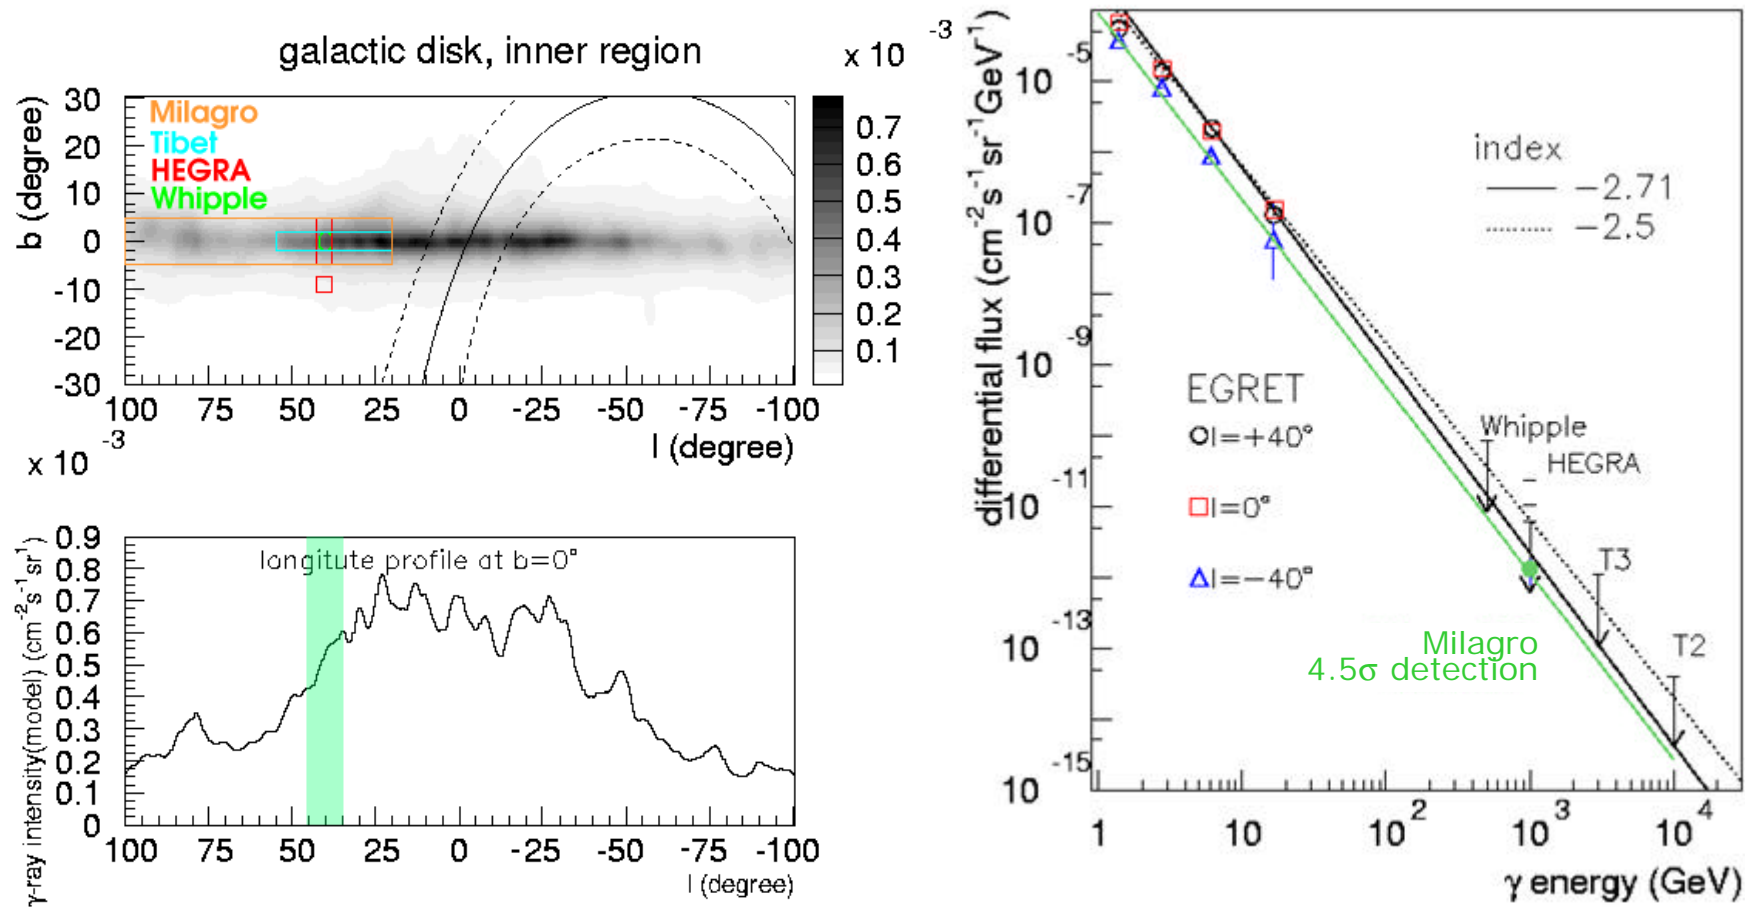 galactic disk, inner region
x 10
-3
Milagro
Tibet
HEGRA
Whipple
b (degree)
30
20
10
0
-10
-20
-30
100 75 50 25 0 -25 -50 -75 -100
l (degree)
0.7
0.6
0.5
0.4
0.3
0.2
0.1
-3
x 10
longitute profile at b=0°
γ-ray intensity(model) (cm-2s-1sr1)
0.9
0.8
0.7
0.6
0.5
0.4
0.3
0.2
0.1
0
100 75 50 25 0 -25 -50 -75 -100
l (degree)
differential flux (cm-2s-1sr-1GeV-1)
10-5
10-7
10-9
10-11
10-13
10-15
index
−2.71
−2.5
EGRET
l=+40°
l=0°
l=−40°
Whipple
HEGRA
T3
T2
Milagro
4.5σ detection
1 10 10² 10³ 10⁴
γ energy (GeV)